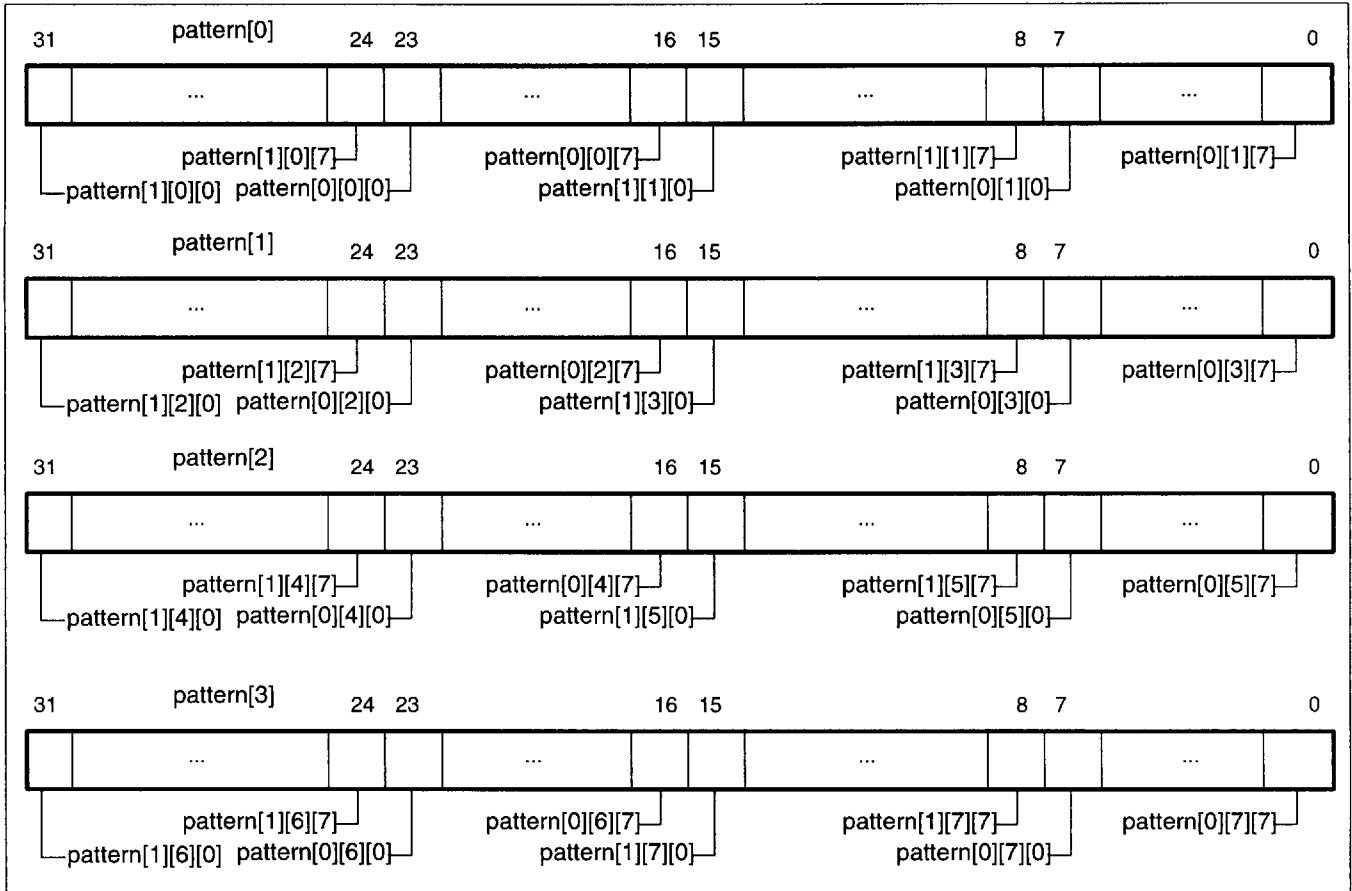 pattern[0]
31 24 23 16 15 8 7 0
... ... ... ...
pattern[1][0][7] pattern[0][0][7] pattern[1][1][7] pattern[0][1][7]
pattern[1][0][0] pattern[0][0][0] pattern[1][1][0] pattern[0][1][0]
pattern[1]
31 24 23 16 15 8 7 0
... ... ... ...
pattern[1][2][7] pattern[0][2][7] pattern[1][3][7] pattern[0][3][7]
pattern[1][2][0] pattern[0][2][0] pattern[1][3][0] pattern[0][3][0]
pattern[2]
31 24 23 16 15 8 7 0
... ... ... ...
pattern[1][4][7] pattern[0][4][7] pattern[1][5][7] pattern[0][5][7]
pattern[1][4][0] pattern[0][4][0] pattern[1][5][0] pattern[0][5][0]
pattern[3]
31 24 23 16 15 8 7 0
... ... ... ...
pattern[1][6][7] pattern[0][6][7] pattern[1][7][7] pattern[0][7][7]
pattern[1][6][0] pattern[0][6][0] pattern[1][7][0] pattern[0][7][0]